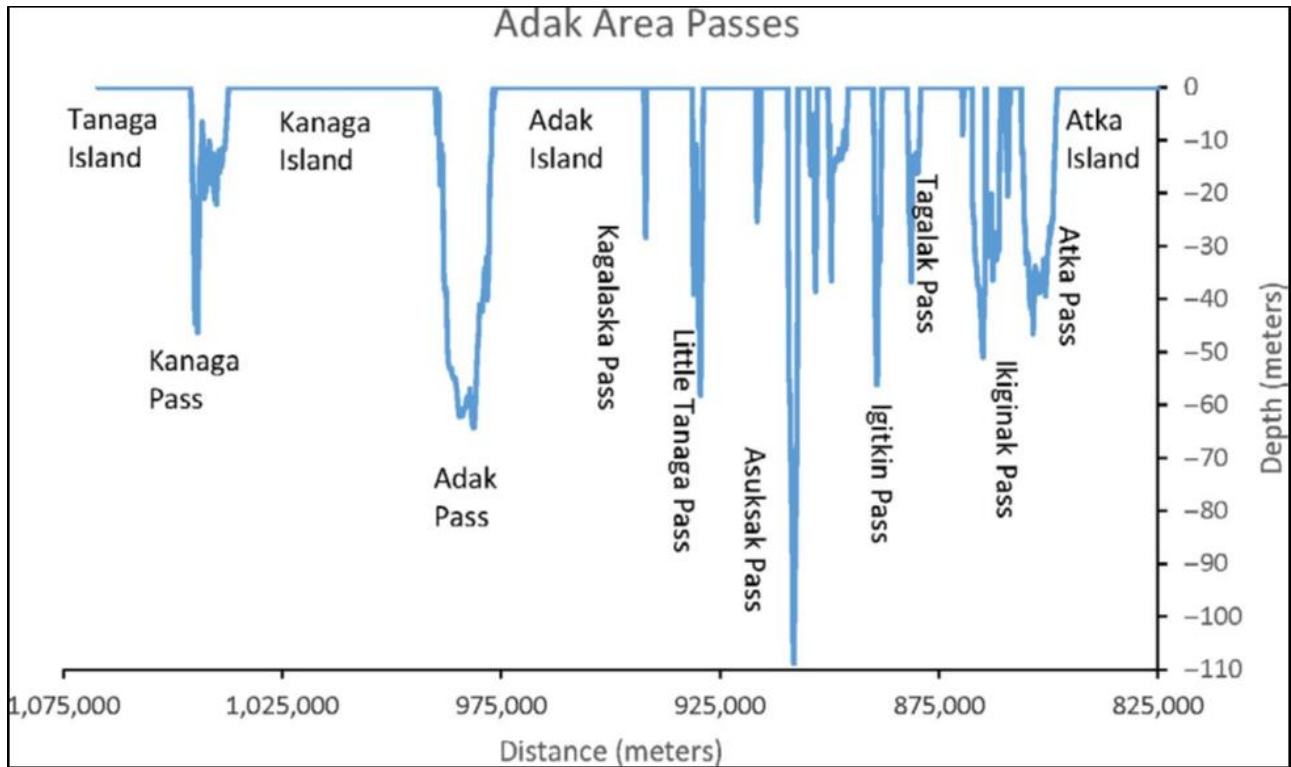 Adak Area Passes
Tanaga
Island
Kanaga
Island
Adak
Island
Atka
Island
Kanaga
Pass
Adak
Pass
Kagalaska Pass
Little Tanaga Pass
Asuksak Pass
Igitkin Pass
Tagalak Pass
Ikiginak Pass
Atka Pass
0
−10
−20
−30
−40
−50
−60
−70
−80
−90
−100
−110
Depth (meters)
1,075,000
1,025,000
975,000
925,000
875,000
825,000
Distance (meters)